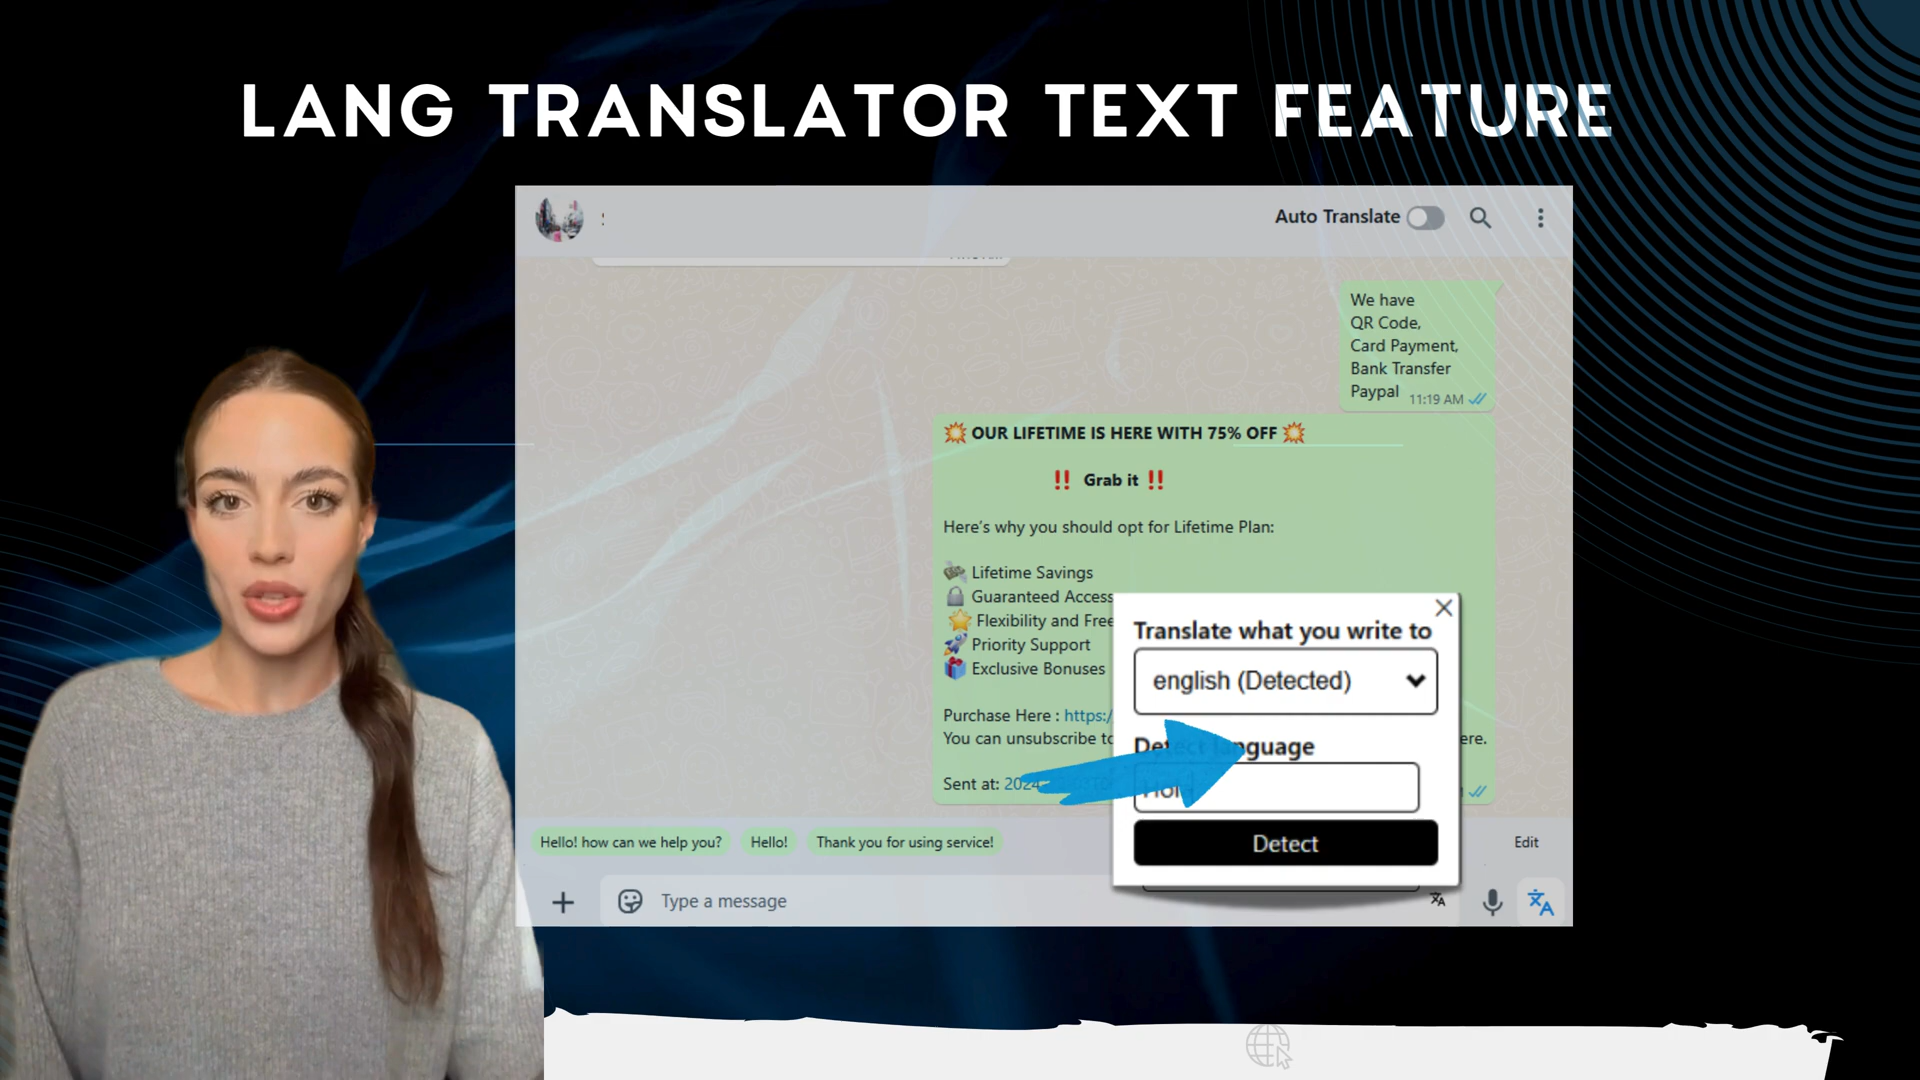 LANG TRANSLATOR TEXT FEATURE
Auto Translate
We have
QR Code,
Card Payment,
Bank Transfer
Paypal 11:19 AM
OUR LIFETIME IS HERE WITH 75% OFF
Grab it
Here's why you should opt for Lifetime Plan:
Lifetime Savings
Guaranteed Access
Flexibility and
Priority Support
Exclusive Bonuses
Purchase Here : https:/
You can unsubscribe
ere.
Sent at:
Translate what you write to
english (Detected)
Detect language
Detect
Hello! how can we help you?
Hello!
Thank you for using service!
Edit
Type a message